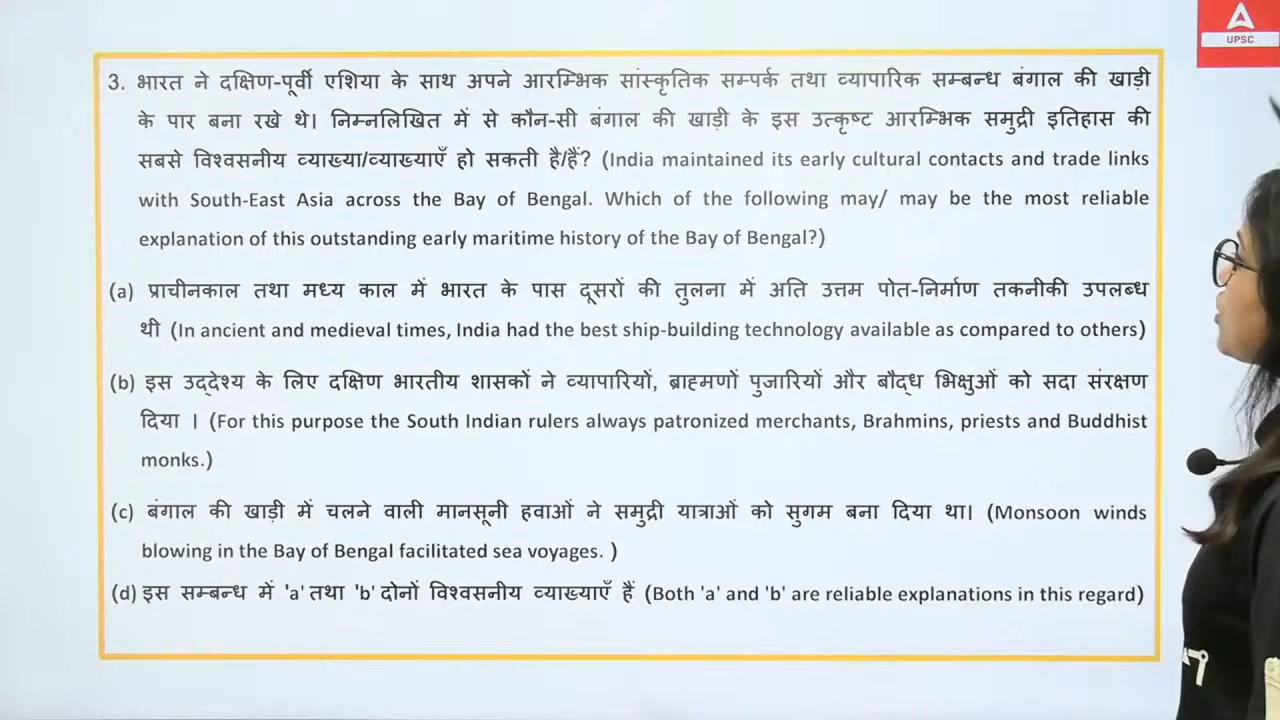 UPSC
3. भारत ने दक्षिण-पूर्वी एशिया के साथ अपने आरम्भिक सांस्कृतिक सम्पर्क तथा व्यापारिक सम्बन्ध बंगाल की खाड़ी
के पार बना रखे थे। निम्नलिखित में से कौन-सी बंगाल की खाड़ी के इस उत्कृष्ट आरम्भिक समुद्री इतिहास की
सबसे विश्वसनीय व्याख्या/व्याख्याएँ हो सकती है/हैं? (India maintained its early cultural contacts and trade links
with South-East Asia across the Bay of Bengal. Which of the following may/ may be the most reliable
explanation of this outstanding early maritime history of the Bay of Bengal?)
(a) प्राचीनकाल तथा मध्य काल में भारत के पास दूसरों की तुलना में अति उत्तम पोत-निर्माण तकनीकी उपलब्ध
थी (In ancient and medieval times, India had the best ship-building technology available as compared to others)
(b) इस उद्देश्य के लिए दक्षिण भारतीय शासकों ने व्यापारियों, ब्राह्मणों पुजारियों और बौद्ध भिक्षुओं को सदा संरक्षण
दिया । (For this purpose the South Indian rulers always patronized merchants, Brahmins, priests and Buddhist
monks.)
(c) बंगाल की खाड़ी में चलने वाली मानसूनी हवाओं ने समुद्री यात्राओं को सुगम बना दिया था। (Monsoon winds
blowing in the Bay of Bengal facilitated sea voyages. )
(d) इस सम्बन्ध में 'a' तथा 'b' दोनों विश्वसनीय व्याख्याएँ हैं (Both 'a' and 'b' are reliable explanations in this regard)